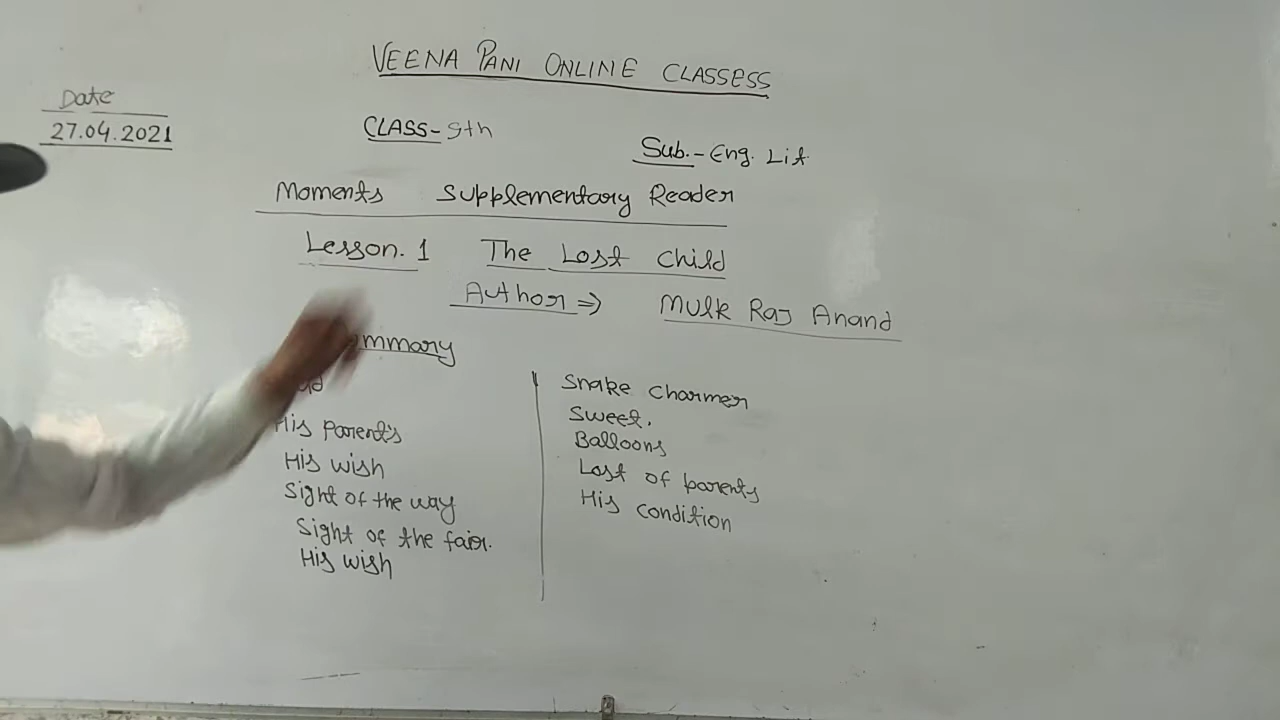 VEENA PANI ONLINE CLASSESS
Date
27.04.2021
CLASS-9th
Sub.-Eng. Lit
Moments Supplementary Reader
Lesson.1 The Lost Child
Author⇒ Mulk Raj Anand
His Parent's
His wish
Sight of the way
Sight of the fair.
His wish
Snake Charmer
Sweet.
Balloons
Lost of parents
His condition